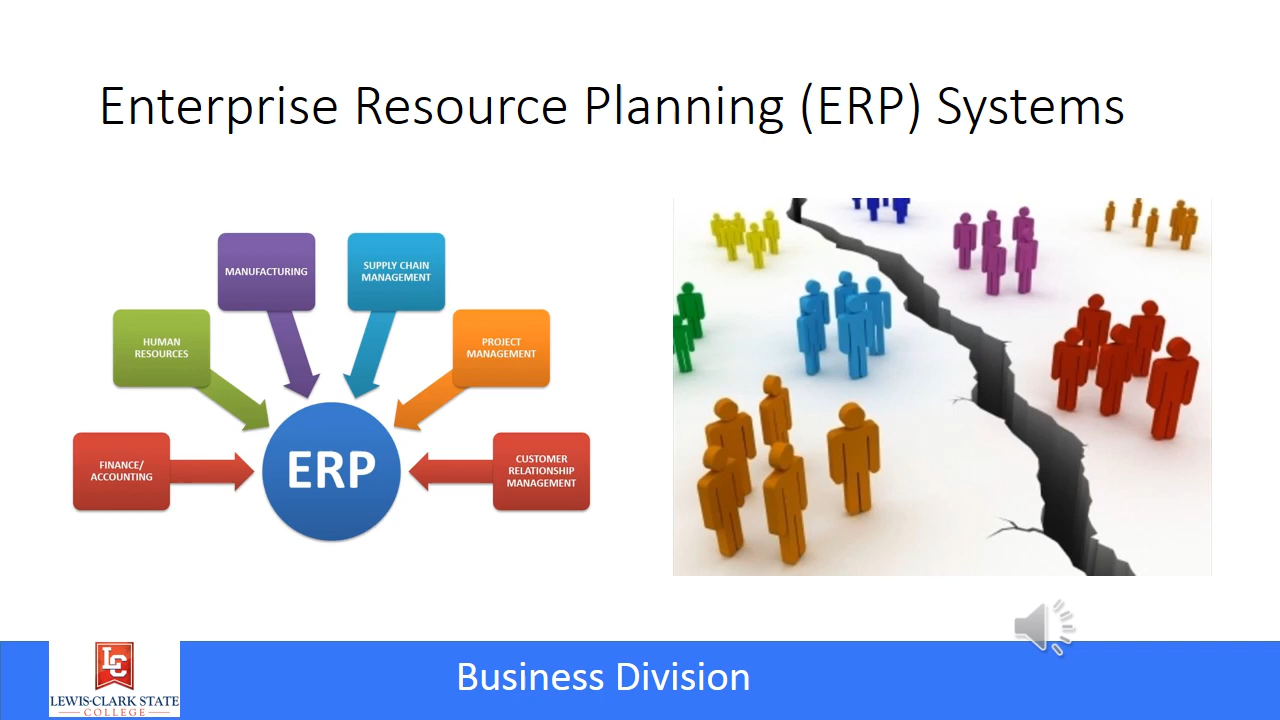 Enterprise Resource Planning (ERP) Systems
MANUFACTURING
SUPPLY CHAIN
MANAGEMENT
HUMAN
RESOURCES
PROJECT
MANAGEMENT
FINANCE/
ACCOUNTING
ERP
CUSTOMER
RELATIONSHIP
MANAGEMENT
LC
LEWIS-CLARK STATE
COLLEGE
Business Division